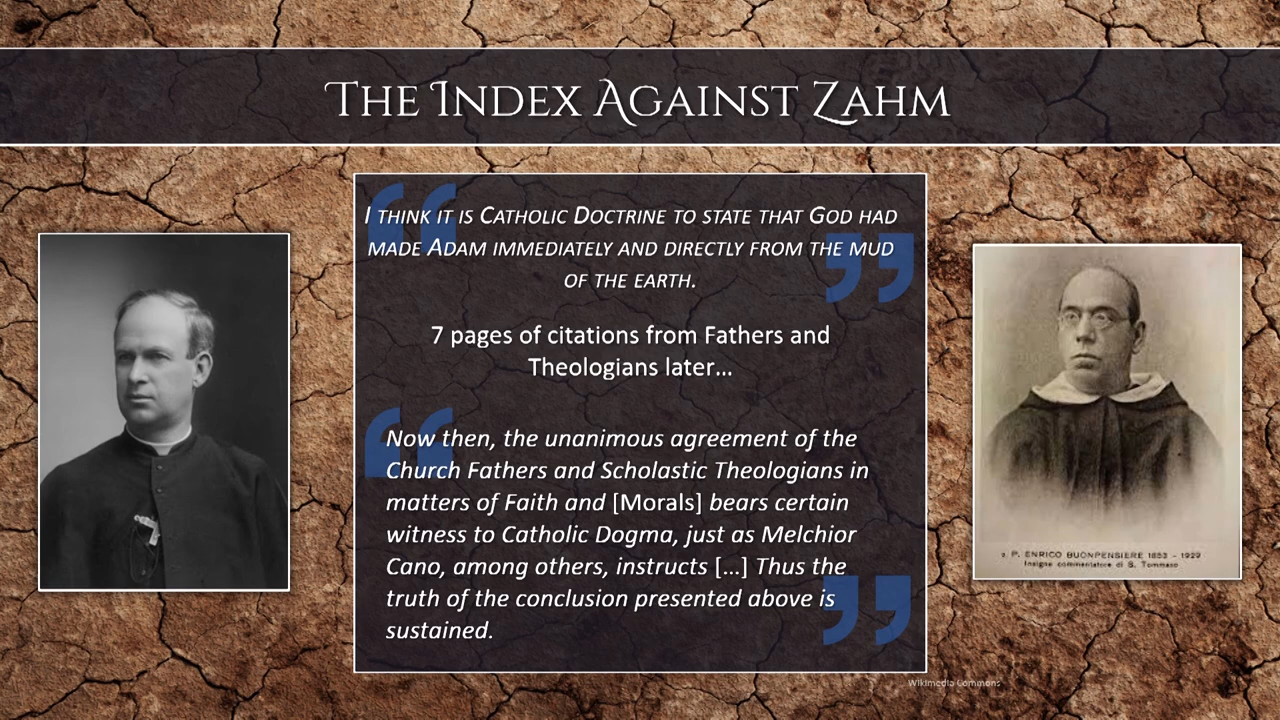 The Index Against Zahm
I think it is Catholic Doctrine to state that God had
made Adam immediately and directly from the mud
of the earth.
7 pages of citations from Fathers and
Theologians later…
Now then, the unanimous agreement of the
Church Fathers and Scholastic Theologians in
matters of Faith and [Morals] bears certain
witness to Catholic Dogma, just as Melchior
Cano, among others, instructs […] Thus the
truth of the conclusion presented above is
sustained.
P. ENRICO BUONPENSIERE 1853 - 1929
Insigne commentatore di S. Tommaso
Wikimedia Commons